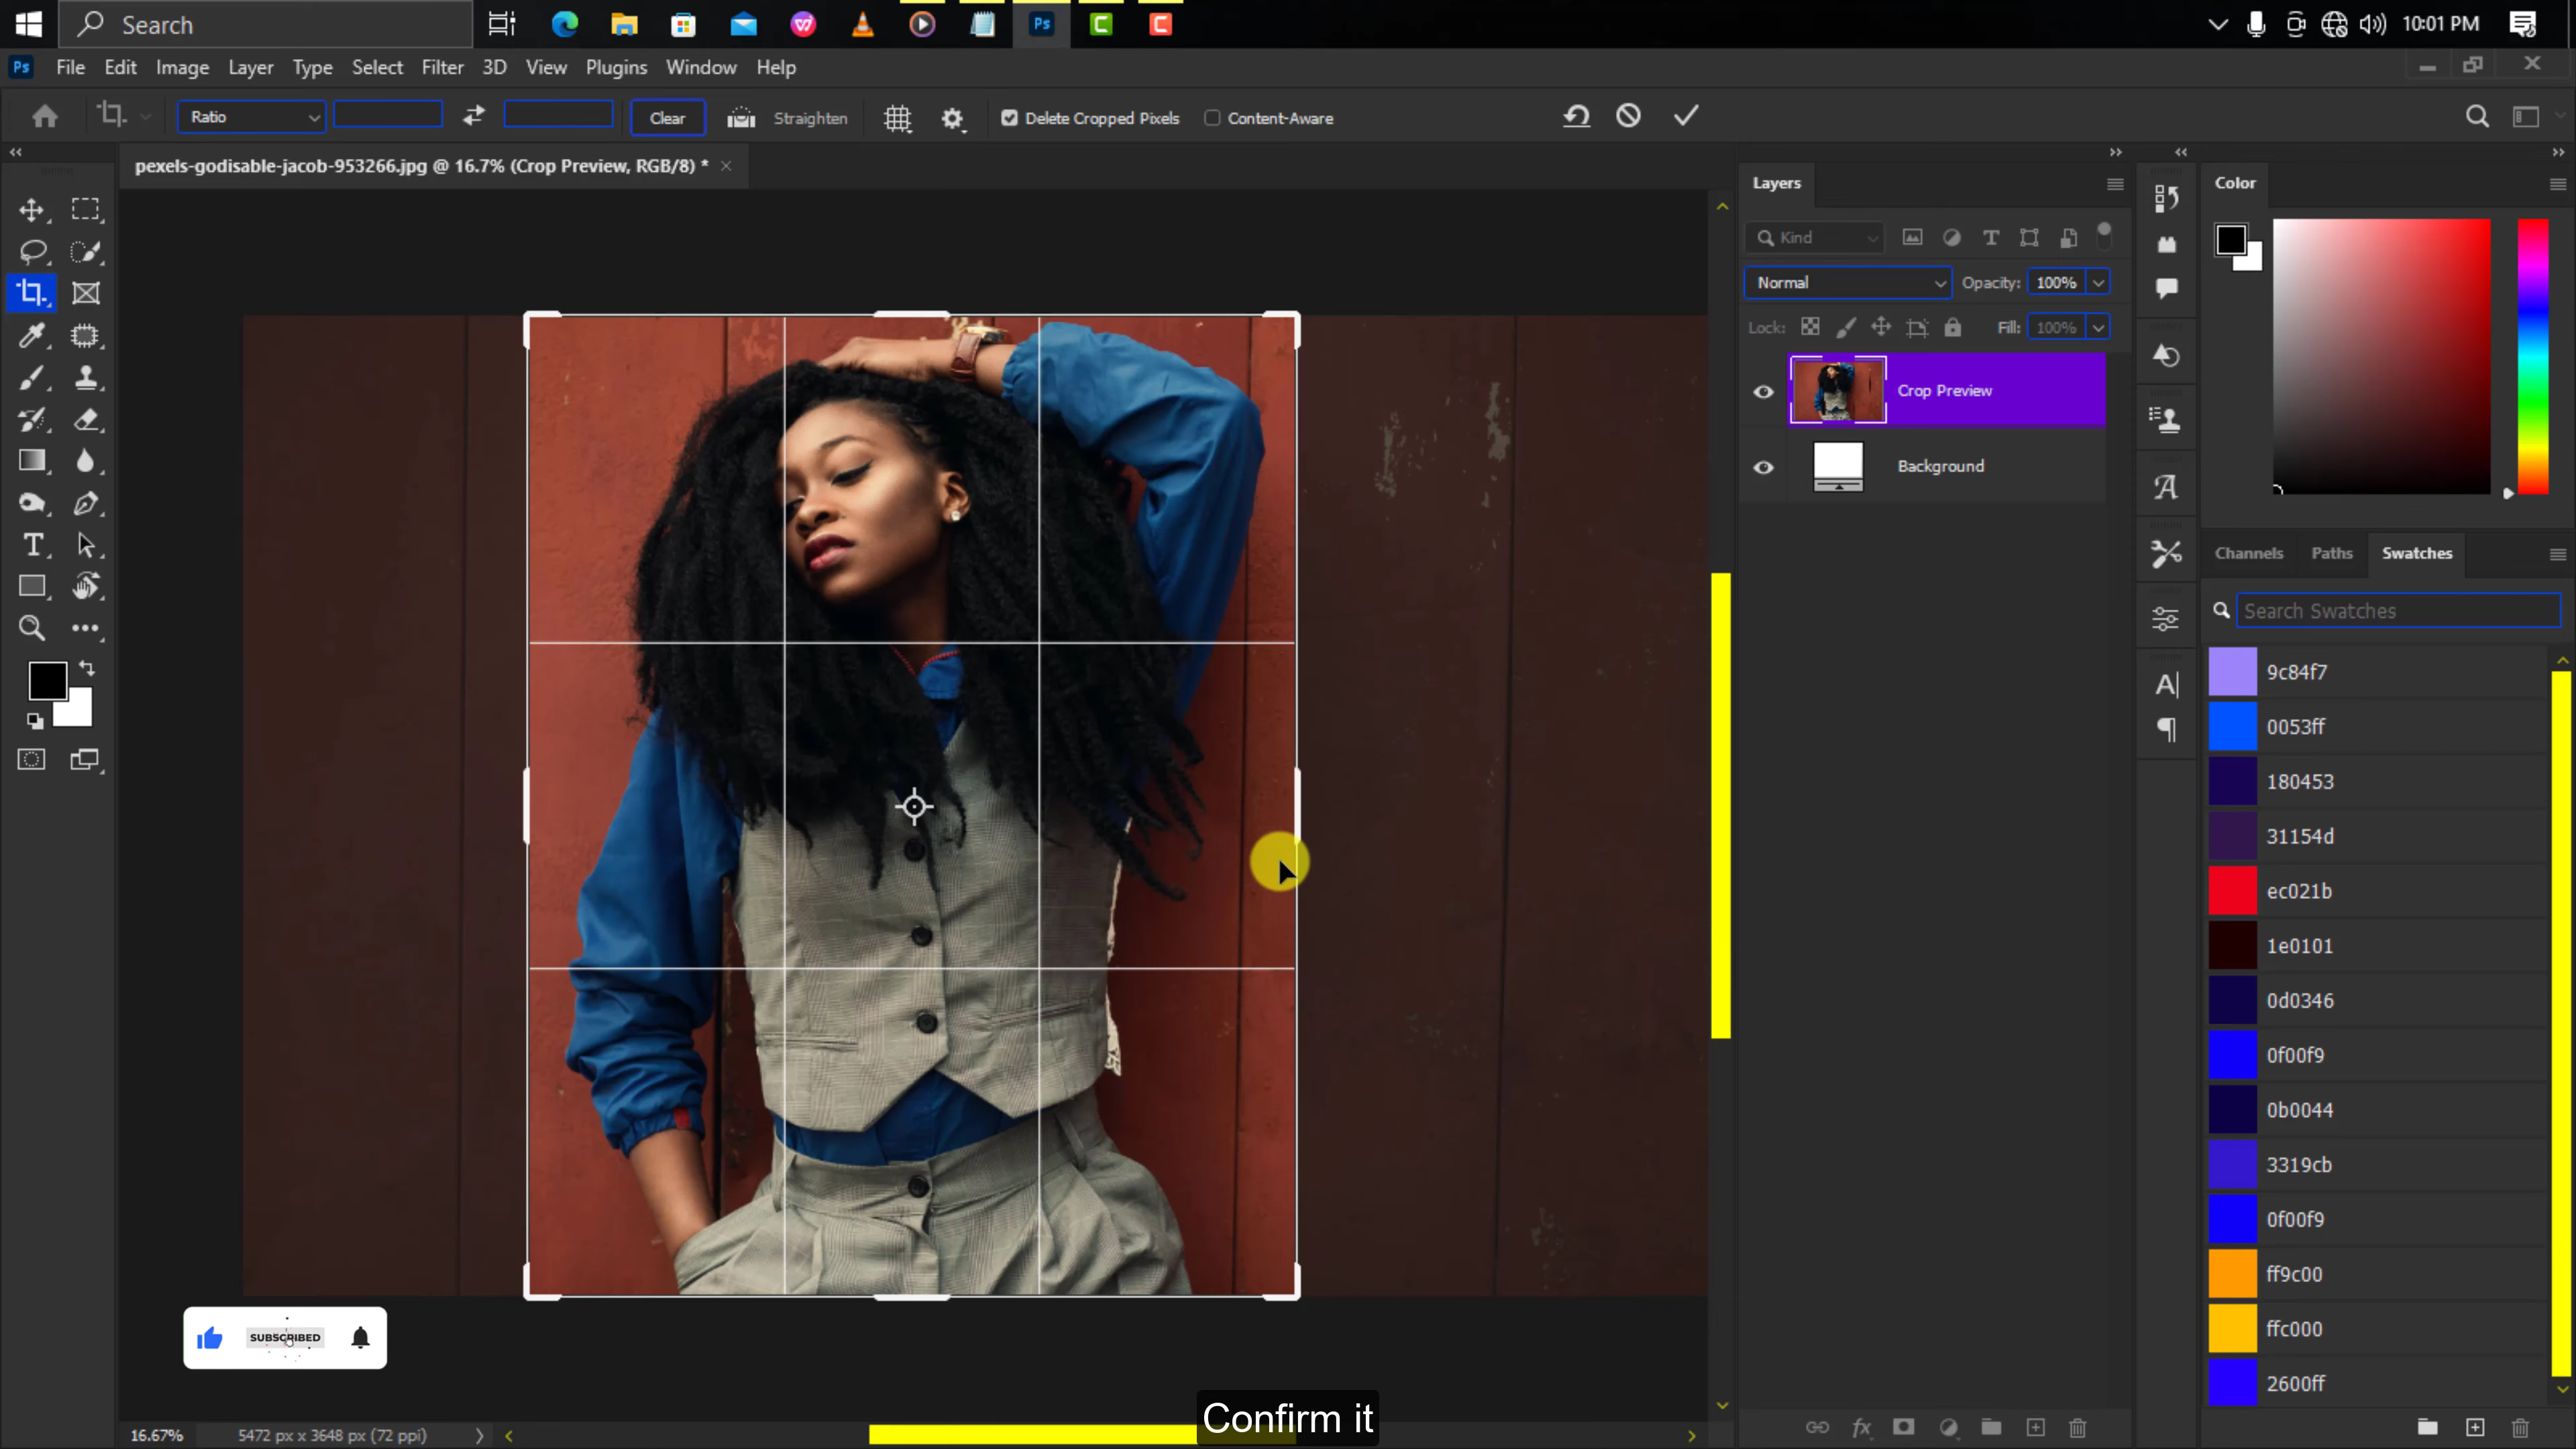 Search
10:01 PM
Ps File Edit Image Layer Type Select Filter 3D View Plugins Window Help
Ratio Clear Straighten Delete Cropped Pixels Content-Aware
pexels-godisable-jacob-953266.jpg @ 16.7% (Crop Preview, RGB/8) *
Layers
Kind
Normal Opacity: 100%
Lock: Fill: 100%
Crop Preview
Background
Color
Channels Paths Swatches
Search Swatches
9c84f7
0053ff
180453
31154d
ec021b
1e0101
0d0346
0f00f9
0b0044
3319cb
0f00f9
ff9c00
ffc000
2600ff
SUBSCRIBED
Confirm it
16.67% 5472 px x 3648 px (72 ppi)